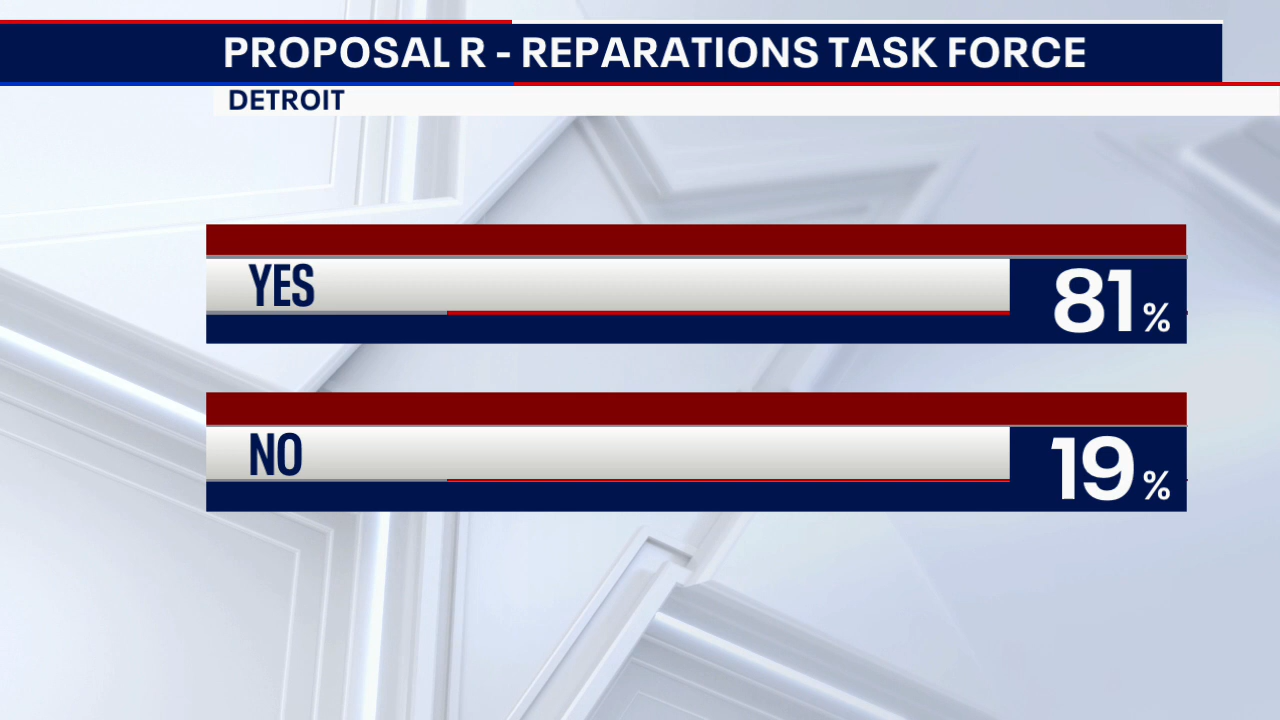 PROPOSAL R - REPARATIONS TASK FORCE
DETROIT
YES 81%
NO 19%